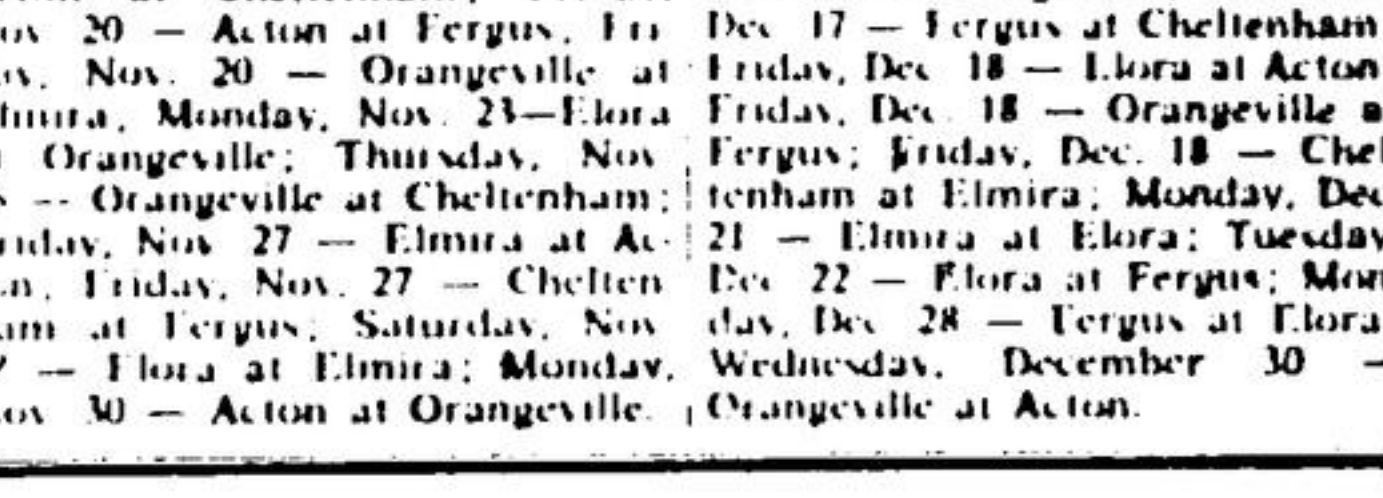 20 — Acton at Fergus, Fri
Nov. 20 — Orangeville at
Monday, Nov. 23—Elora
Orangeville; Thursday, Nov
-- Orangeville at Cheltenham;
Nov 27 — Elmira at Ac-
Friday, Nov. 27 — Chelten
at Fergus; Saturday, Nov
— Elora at Elmira; Monday,
30 — Acton at Orangeville.
Dec 17 — Fergus at Cheltenham
Friday, Dec 18 — Elora at Acton
Friday, Dec. 18 — Orangeville a
Fergus; Friday, Dec. 18 — Chel
tenham at Elmira; Monday, Dec
21 — Elmira at Elora; Tuesday
Dec 22 — Elora at Fergus; Mon
day, Dec 28 — Fergus at Elora
Wednesday, December 30 —
Orangeville at Acton.